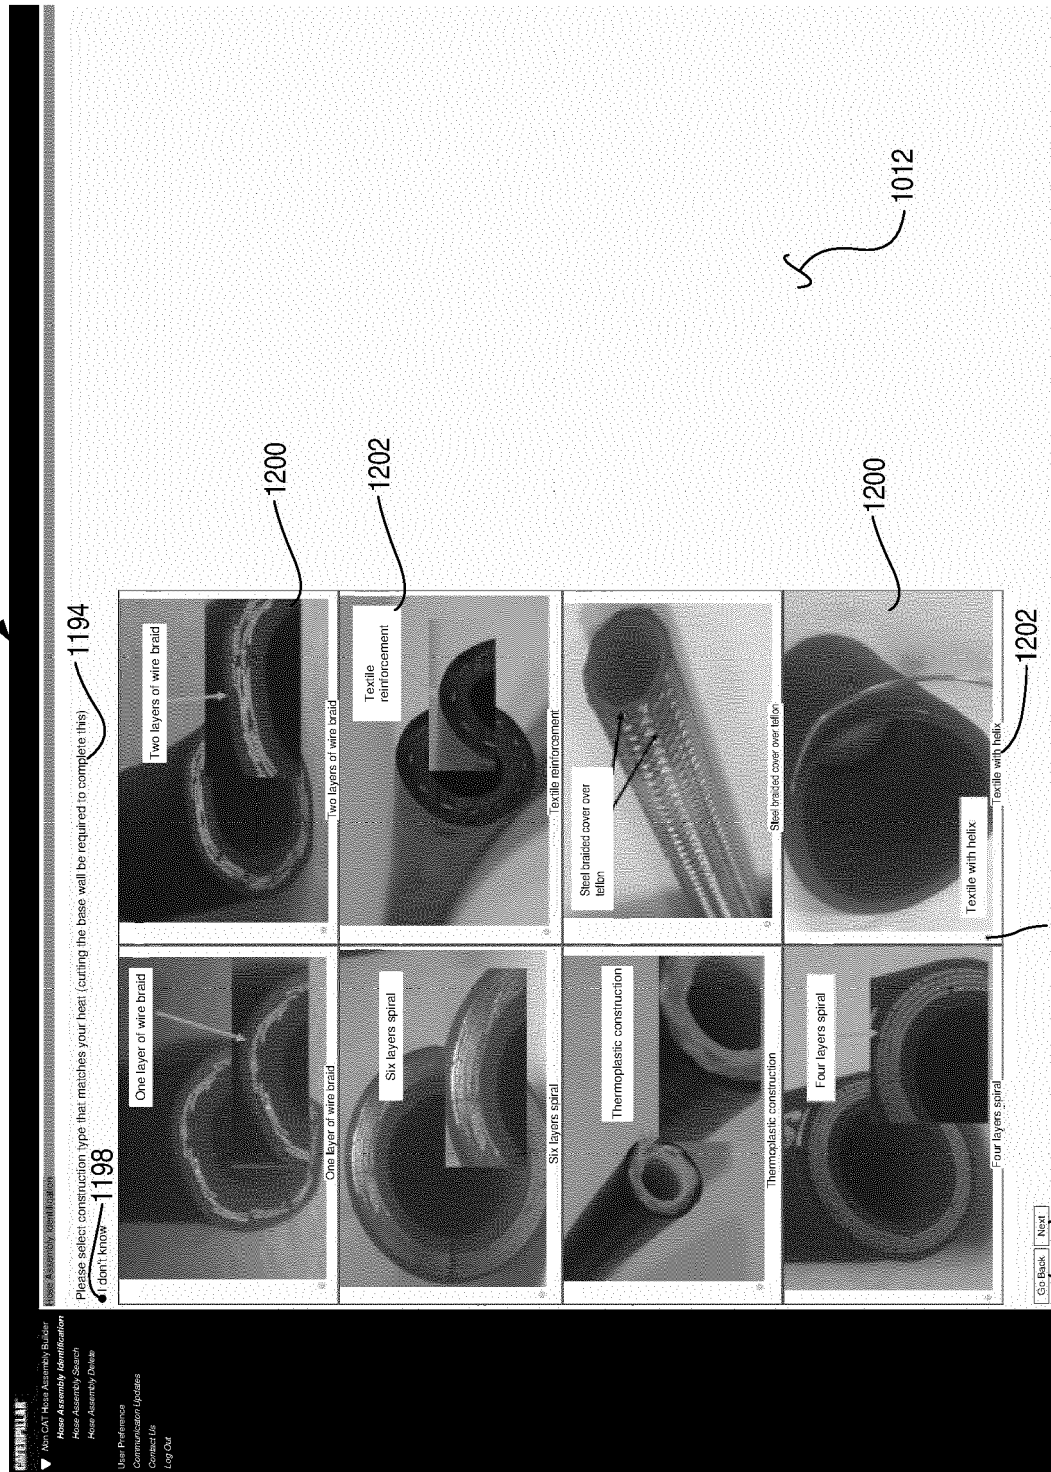 CATERPILLAR
Non CAT Hose Assembly Builder
Hose Assembly Identification
Hose Assembly Search
Hose Assembly Delete
User Preference
Communication Updates
Contact Us
Log Out
Hose Assembly Identification
Please select construction type that matches your heat (cutting the base wall be required to complete this)
1194
I don't know
1198
One layer of wire braid
One layer of wire braid
Two layers of wire braid
Two layers of wire braid
1200
Six layers spiral
Six layers spiral
Textile
reinforcement
Textile reinforcement
1202
Thermoplastic construction
Thermoplastic construction
Steel braided cover over
teflon
Steel braided cover over teflon
Four layers spiral
Four layers spiral
Textile with helix
Textile with helix
1200
1202
1012
Go Back
Next